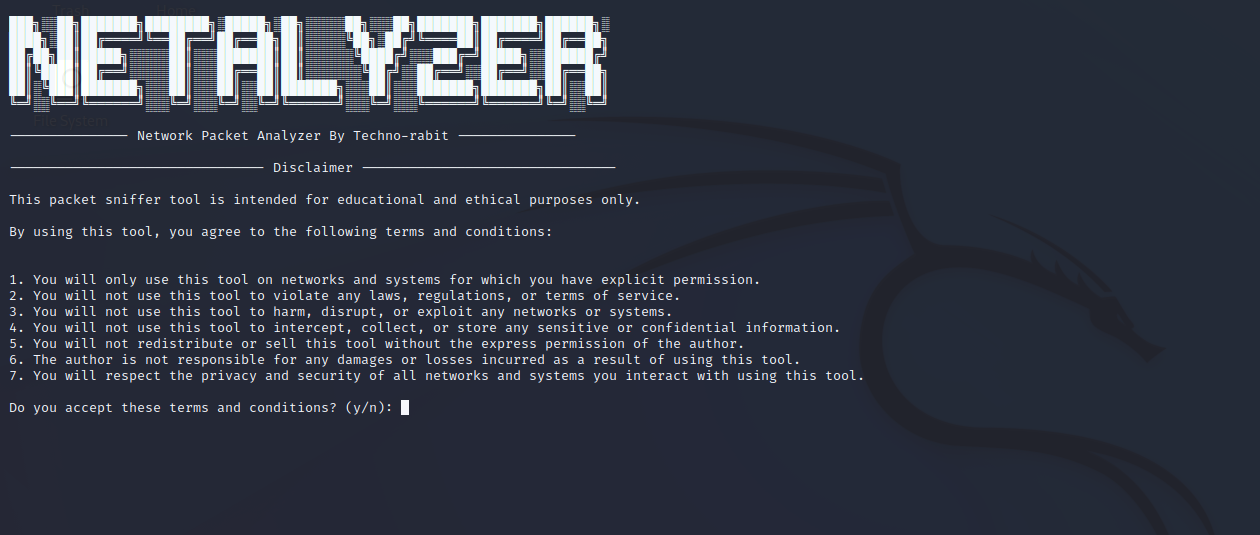 Trash Home
NETALYZER
File System
Network Packet Analyzer By Techno-rabit
Disclaimer
This packet sniffer tool is intended for educational and ethical purposes only.
By using this tool, you agree to the following terms and conditions:
1. You will only use this tool on networks and systems for which you have explicit permission.
2. You will not use this tool to violate any laws, regulations, or terms of service.
3. You will not use this tool to harm, disrupt, or exploit any networks or systems.
4. You will not use this tool to intercept, collect, or store any sensitive or confidential information.
5. You will not redistribute or sell this tool without the express permission of the author.
6. The author is not responsible for any damages or losses incurred as a result of using this tool.
7. You will respect the privacy and security of all networks and systems you interact with using this tool.
Do you accept these terms and conditions? (y/n):